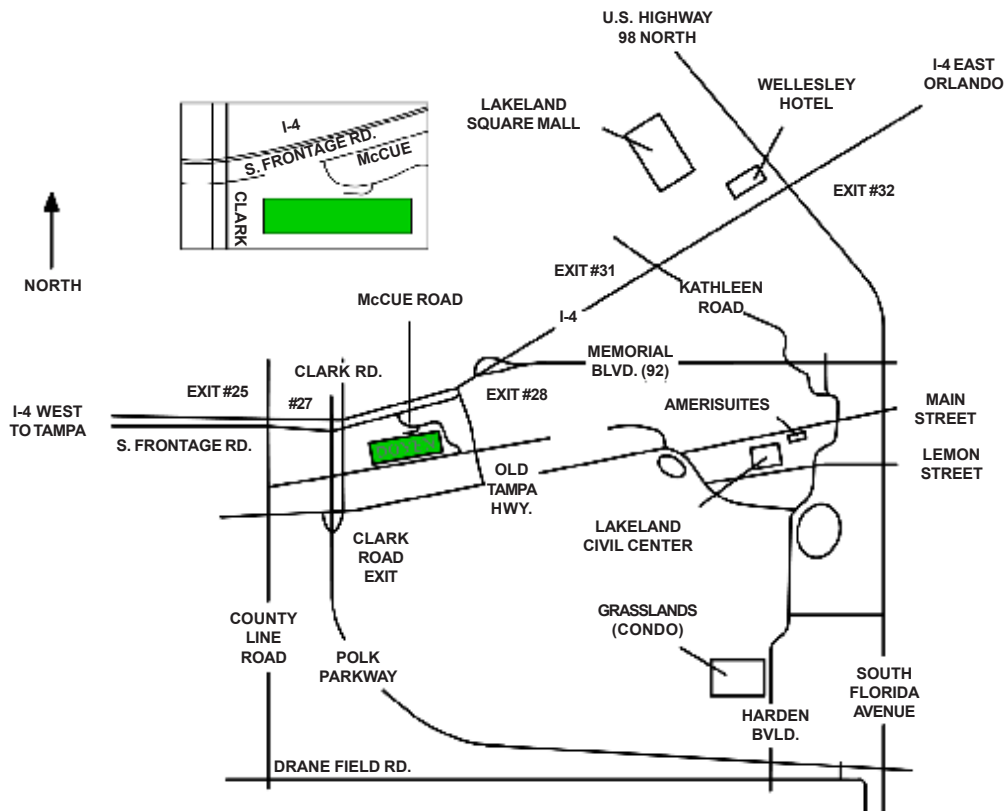 U.S. HIGHWAY
98 NORTH
I-4 EAST
ORLANDO
WELLESLEY
HOTEL
LAKELAND
SQUARE MALL
I-4
S. FRONTAGE RD.
McCUE
CLARK
EXIT #32
NORTH
EXIT #31
KATHLEEN
ROAD
McCUE ROAD
I-4
MEMORIAL
BLVD. (92)
CLARK RD.
EXIT #25
#27
EXIT #28
AMERISUITES
MAIN
STREET
I-4 WEST
TO TAMPA
S. FRONTAGE RD.
LEMON
STREET
OLD
TAMPA
HWY.
LAKELAND
CIVIL CENTER
CLARK
ROAD
EXIT
GRASSLANDS
(CONDO)
COUNTY
LINE
ROAD
POLK
PARKWAY
SOUTH
FLORIDA
AVENUE
HARDEN
BVLD.
DRANE FIELD RD.